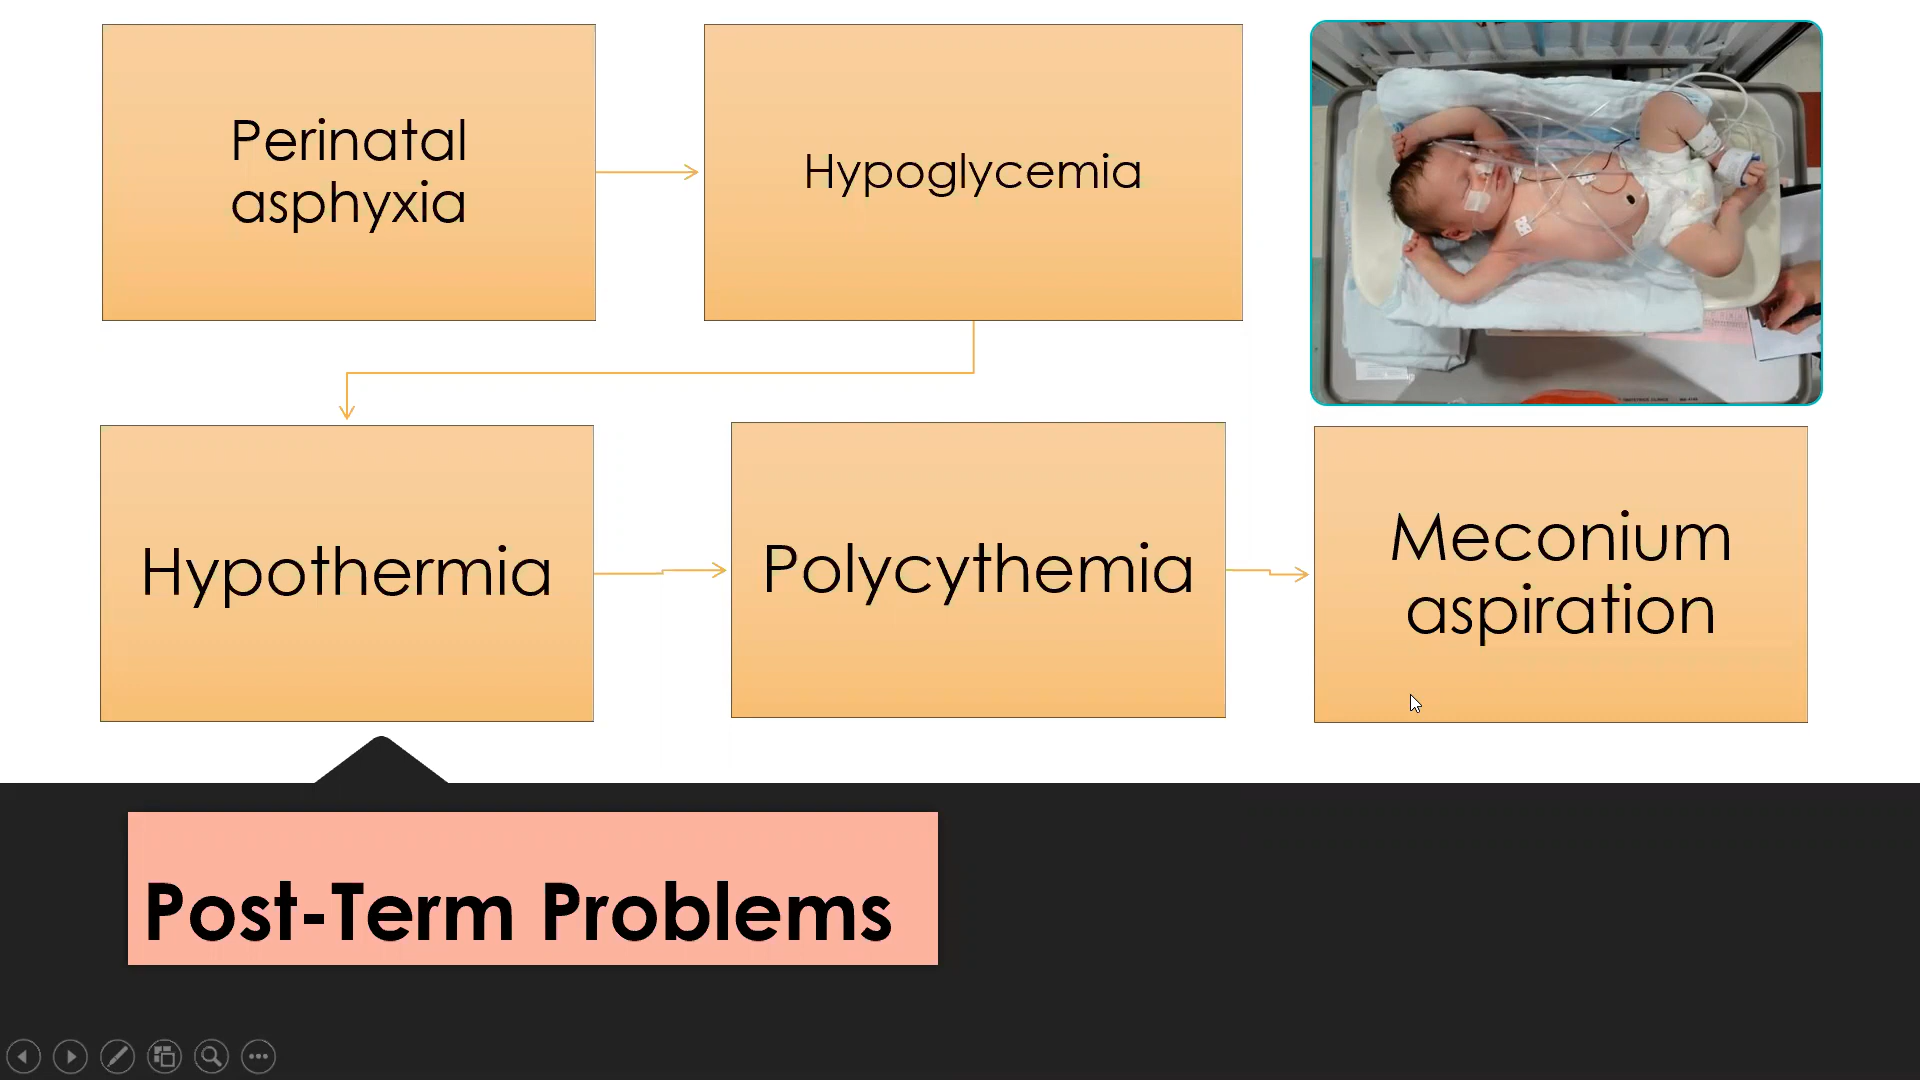 Perinatal
asphyxia
Hypoglycemia
Hypothermia
Polycythemia
Meconium
aspiration
Post-Term Problems